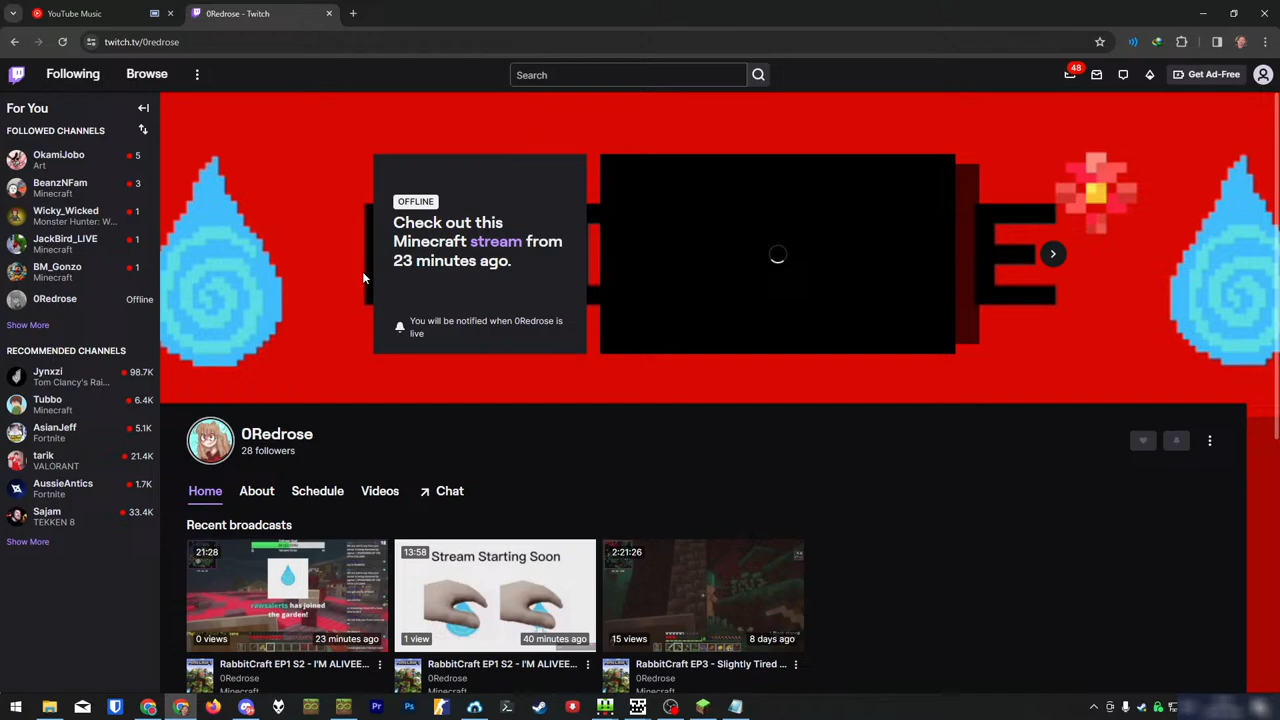 YouTube Music
0Redrose - Twitch
twitch.tv/0redrose
Following
Browse
Search
48
Get Ad-Free
For You
FOLLOWED CHANNELS
OkamiJobo
5
Art
BeanzNFam
3
Minecraft
Wicky_Wicked
1
Monster Hunter: W...
JackBird_LIVE
1
Minecraft
BM_Gonzo
1
Minecraft
0Redrose
Offline
Show More
RECOMMENDED CHANNELS
Jynxzi
98.7K
Tom Clancy's Rai...
Tubbo
6.4K
Minecraft
AsianJeff
5.1K
Fortnite
tarik
21.4K
VALORANT
AussieAntics
1.7K
Fortnite
Sajam
33.4K
TEKKEN 8
Show More
E
OFFLINE
Check out this
Minecraft stream from
23 minutes ago.
You will be notified when 0Redrose is
live
0Redrose
28 followers
Home
About
Schedule
Videos
Chat
Recent broadcasts
21:28
rawsalerts has joined
the garden!
0 views
23 minutes ago
13:58
Stream Starting Soon
1 view
40 minutes ago
2:21:26
15 views
8 days ago
RabbitCraft EP1 S2 - I'M ALIVEE...
0Redrose
Minecraft
RabbitCraft EP1 S2 - I'M ALIVEE...
0Redrose
Minecraft
RabbitCraft EP3 - Slightly Tired ...
0Redrose
Minecraft